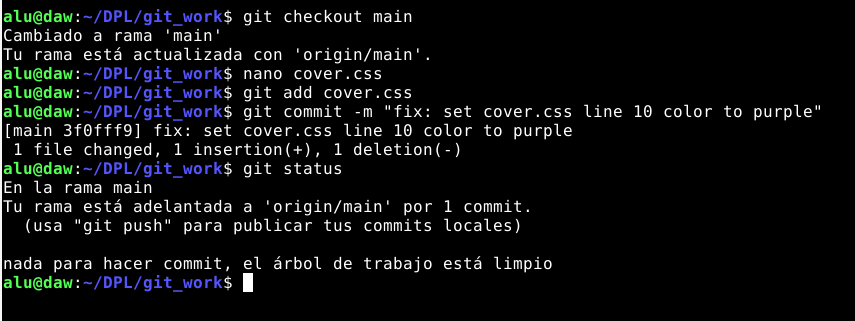 alu@daw:~/DPL/git_work$ git checkout main
Cambiado a rama 'main'
Tu rama está actualizada con 'origin/main'.
alu@daw:~/DPL/git_work$ nano cover.css
alu@daw:~/DPL/git_work$ git add cover.css
alu@daw:~/DPL/git_work$ git commit -m "fix: set cover.css line 10 color to purple"
[main 3f0fff9] fix: set cover.css line 10 color to purple
 1 file changed, 1 insertion(+), 1 deletion(-)
alu@daw:~/DPL/git_work$ git status
En la rama main
Tu rama está adelantada a 'origin/main' por 1 commit.
  (usa "git push" para publicar tus commits locales)

nada para hacer commit, el árbol de trabajo está limpio
alu@daw:~/DPL/git_work$